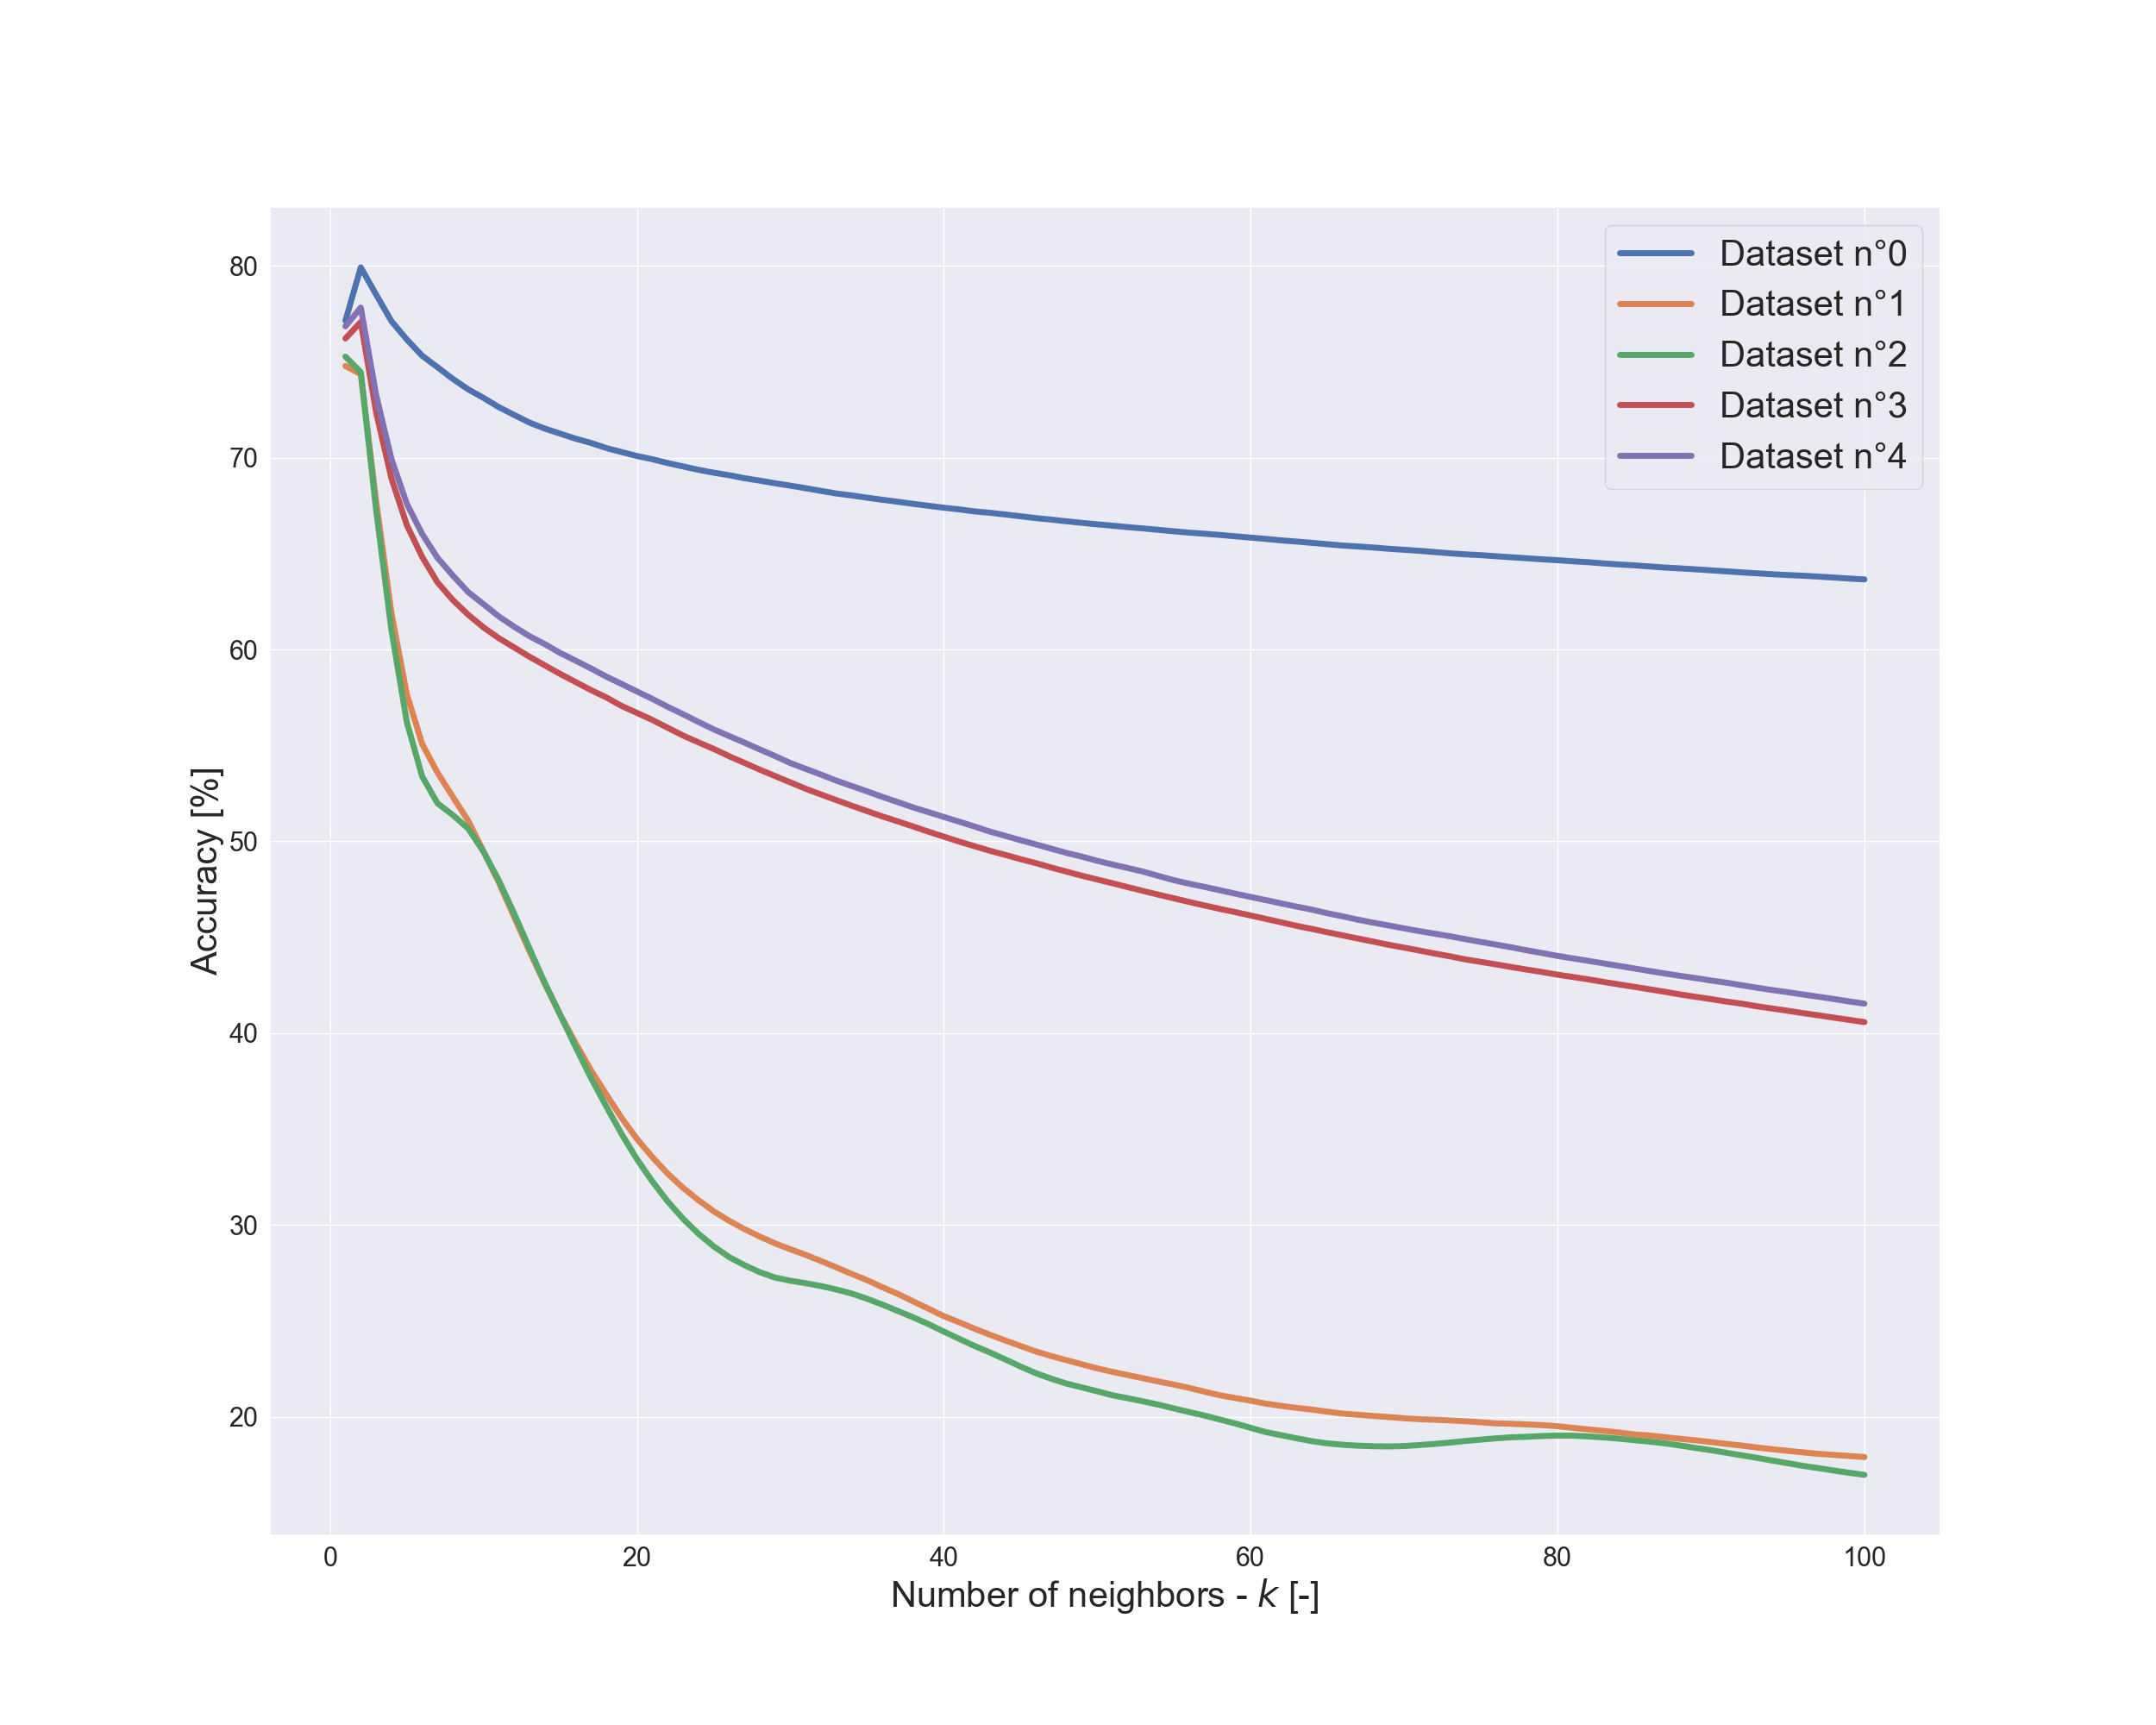 Dataset n°0
Dataset n°1
Dataset n°2
Dataset n°3
Dataset n°4
80
70
60
50
40
30
20
Accuracy [%]
0 20 40 60 80 100
Number of neighbors - k [-]